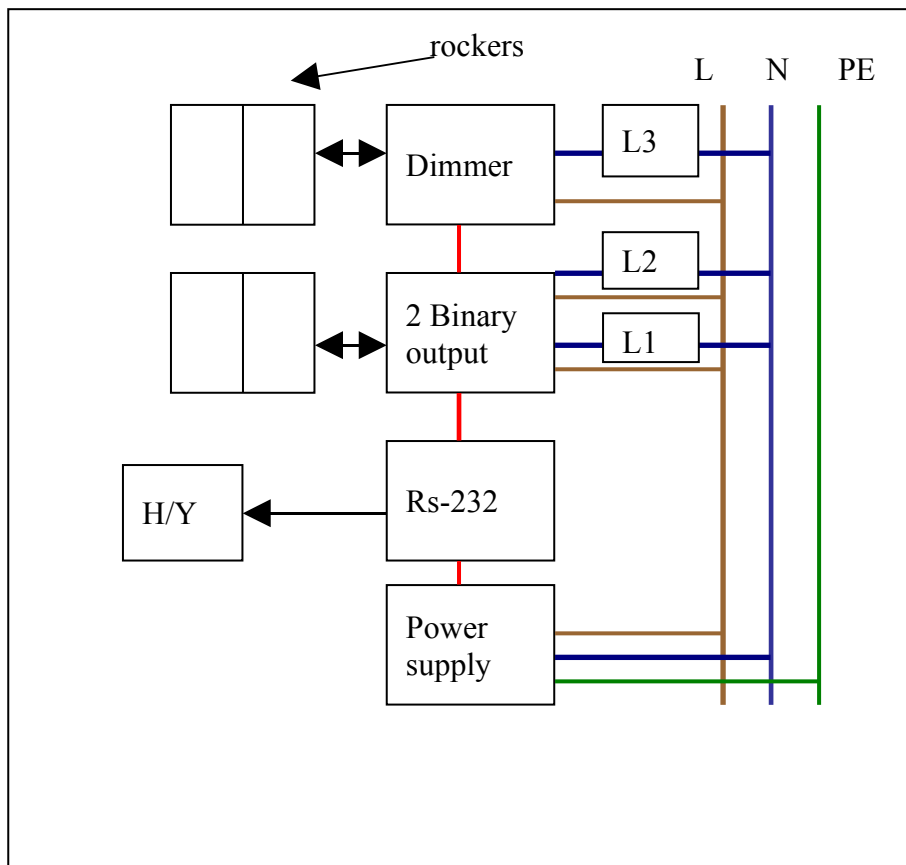 rockers
L N PE
Dimmer
L3
L2
2 Binary
output
L1
Rs-232
H/Y
Power
supply